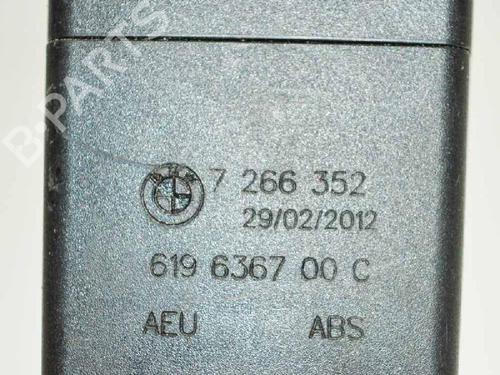 B-PARTS
7 266 352
29/02/2012
619 6367 00 C
AEU ABS